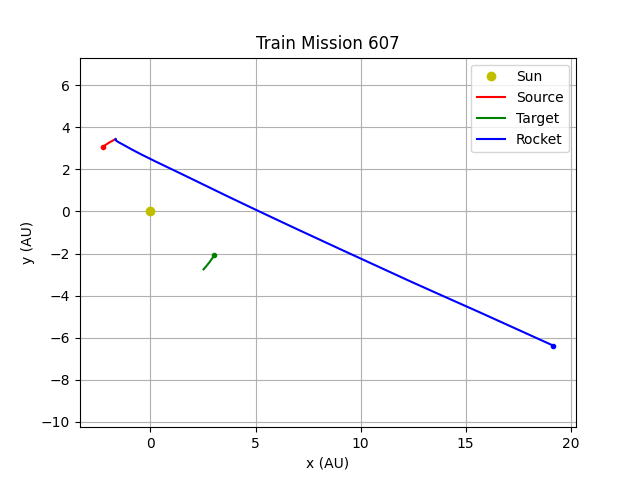 Train Mission 607
Sun
Source
Target
Rocket
6
4
2
0
−2
−4
−6
−8
−10
y (AU)
0 5 10 15 20
x (AU)